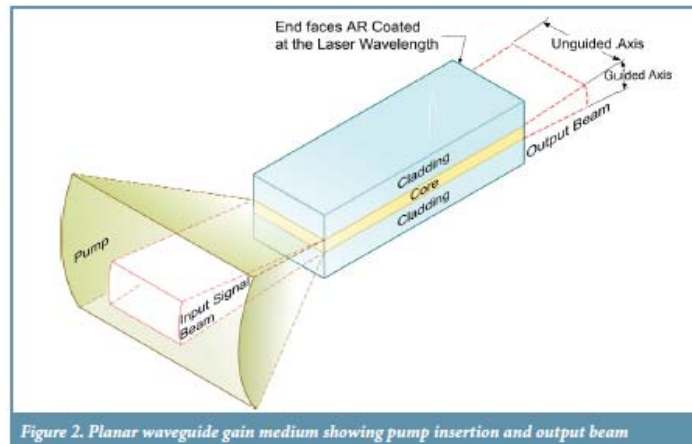 End faces AR Coated
at the Laser Wavelength
Unguided .Axis
Guided Axis
Output Beam
Cladding
Core
Cladding
Pump
Input Signal
Beam
Figure 2. Planar waveguide gain medium showing pump insertion and output beam